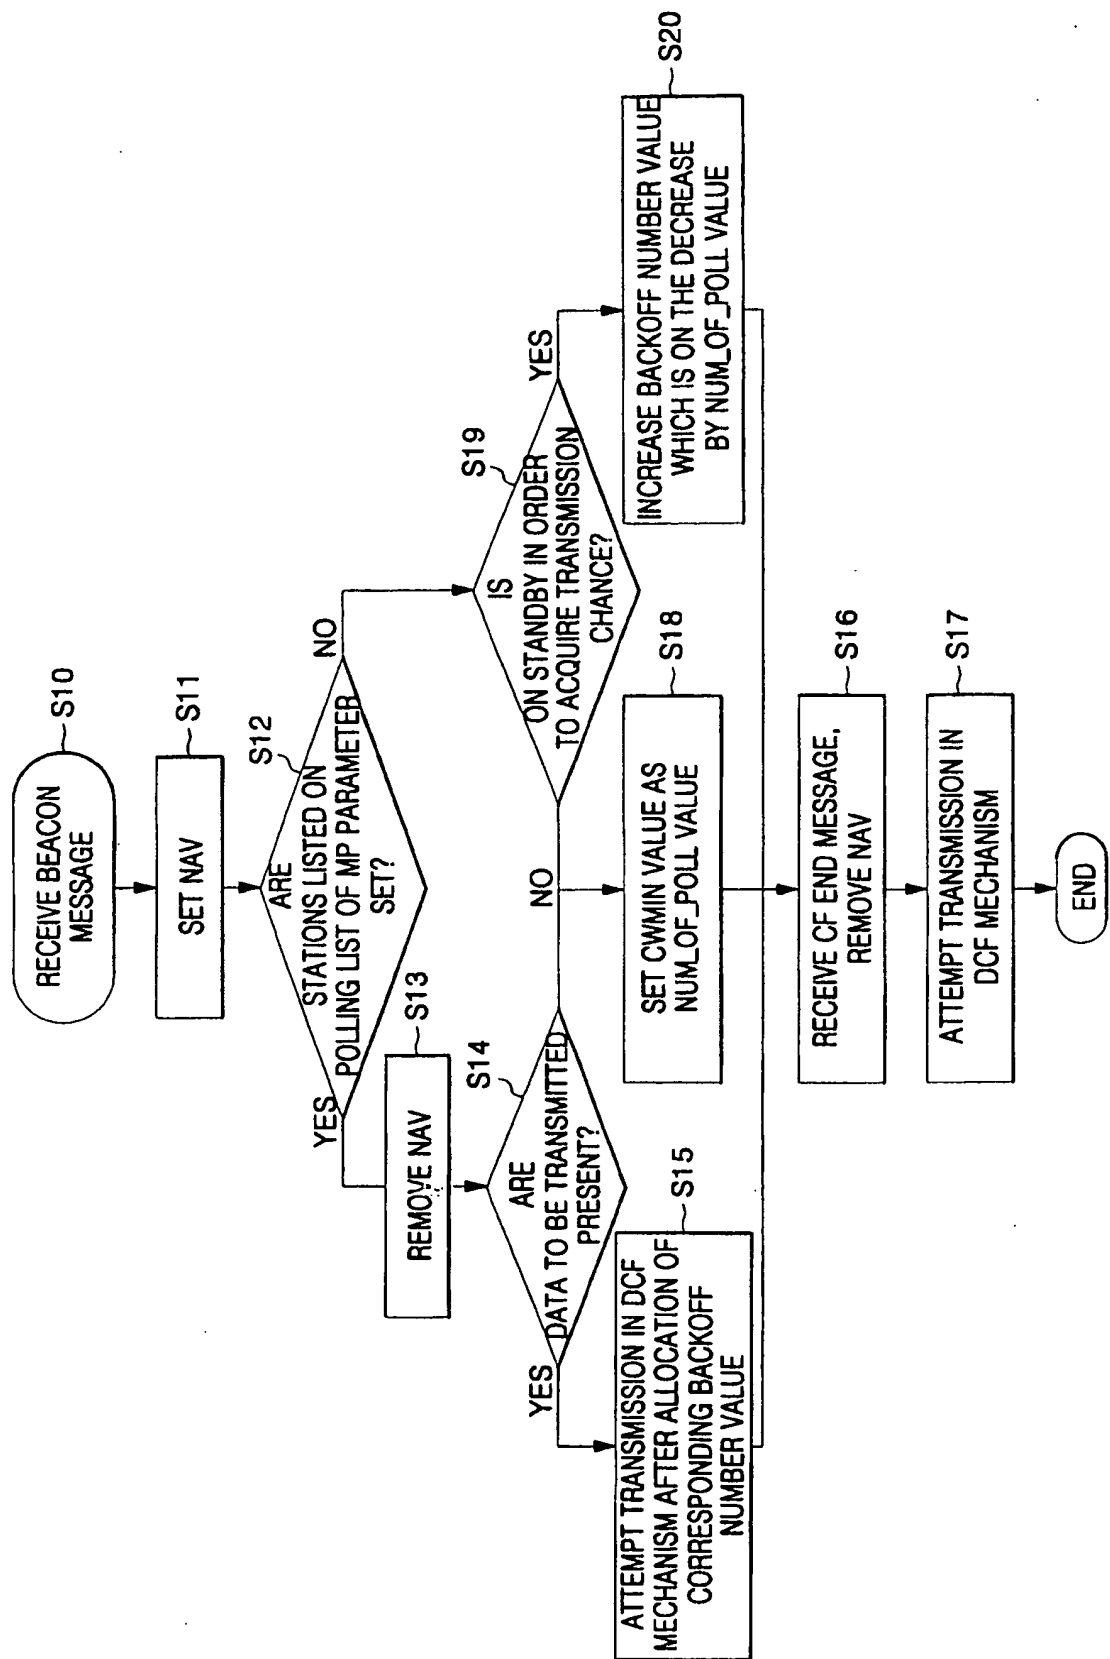 RECEIVE BEACON
MESSAGE
S10
SET NAV
S11
ARE
STATIONS LISTED ON
POLLING LIST OF MP PARAMETER
SET?
S12
YES
NO
REMOVE NAV
S13
ARE
DATA TO BE TRANSMITTED
PRESENT?
S14
YES
NO
IS
ON STANDBY IN ORDER
TO ACQUIRE TRANSMISSION
CHANCE?
S19
YES
ATTEMPT TRANSMISSION IN DCF
MECHANISM AFTER ALLOCATION OF
CORRESPONDING BACKOFF
NUMBER VALUE
S15
SET CWMIN VALUE AS
NUM_OF_POLL VALUE
S18
INCREASE BACKOFF NUMBER VALUE
WHICH IS ON THE DECREASE
BY NUM_OF_POLL VALUE
S20
RECEIVE CF END MESSAGE,
REMOVE NAV
S16
ATTEMPT TRANSMISSION IN
DCF MECHANISM
S17
END